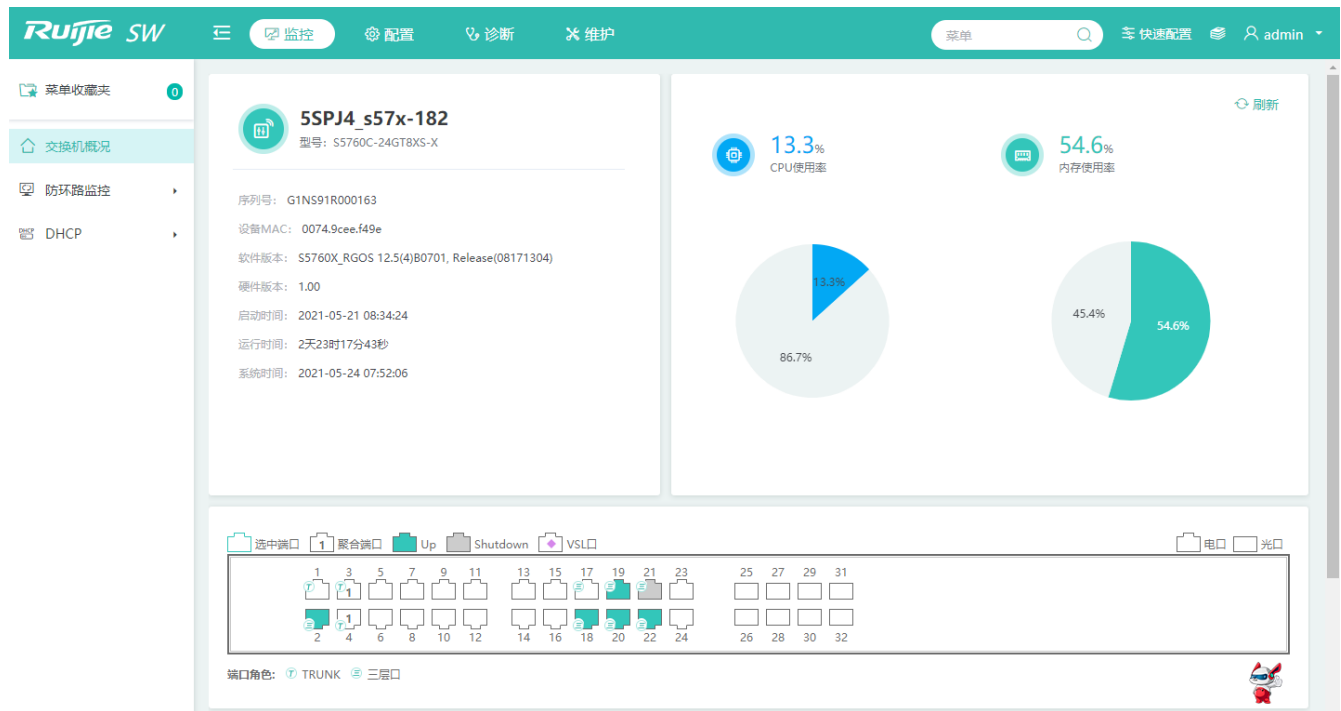 Ruijie SW
监控
配置
诊断
维护
菜单
快速配置
admin
菜单收藏夹
0
交换机概况
防环路监控
DHCP
DHCP
5SPJ4_s57x-182
型号: S5760C-24GT8XS-X
序列号: G1NS91R000163
设备MAC: 0074.9cee.f49e
软件版本: S5760X_RGOS 12.5(4)B0701, Release(08171304)
硬件版本: 1.00
启动时间: 2021-05-21 08:34:24
运行时间: 2天23时17分43秒
系统时间: 2021-05-24 07:52:06
刷新
13.3%
CPU使用率
54.6%
内存使用率
13.3%
86.7%
45.4%
54.6%
选中端口 1 聚合端口 Up Shutdown VSL口
电口 光口
1 3 5 7 9 11 13 15 17 19 21 23 25 27 29 31
T T 1
T 1
2 4 6 8 10 12 14 16 18 20 22 24 26 28 30 32
端口角色: T TRUNK 三 三层口